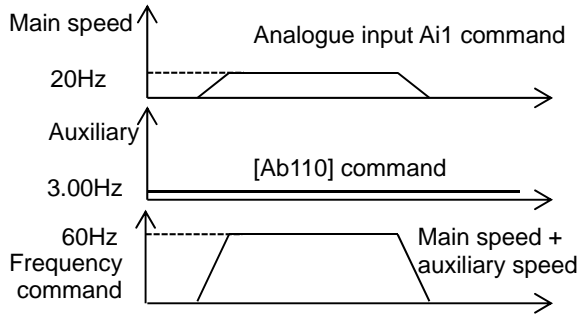 Main speed
Analogue input Ai1 command
20Hz
Auxiliary
[Ab110] command
3.00Hz
60Hz
Frequency
command
Main speed +
auxiliary speed